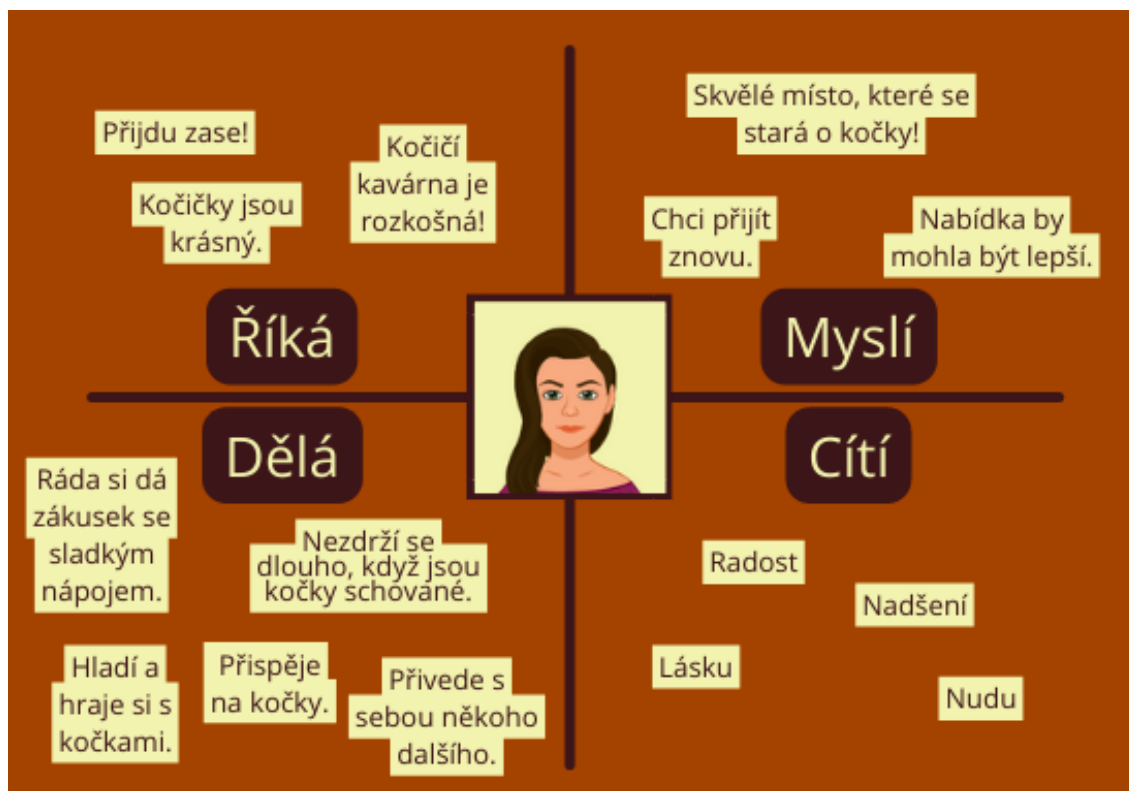 Přijdu zase!
Kočičky jsou
krásný.
Kočičí
kavárna je
rozkošná!
Říká
Skvělé místo, které se
stará o kočky!
Chci přijít
znovu.
Nabídka by
mohla být lepší.
Myslí
Dělá
Ráda si dá
zákusek se
sladkým
nápojem.
Nezdrží se
dlouho, když jsou
kočky schované.
Hladí a
hraje si s
kočkami.
Přispěje
na kočky.
Přivede s
sebou někoho
dalšího.
Cítí
Radost
Nadšení
Lásku
Nudu